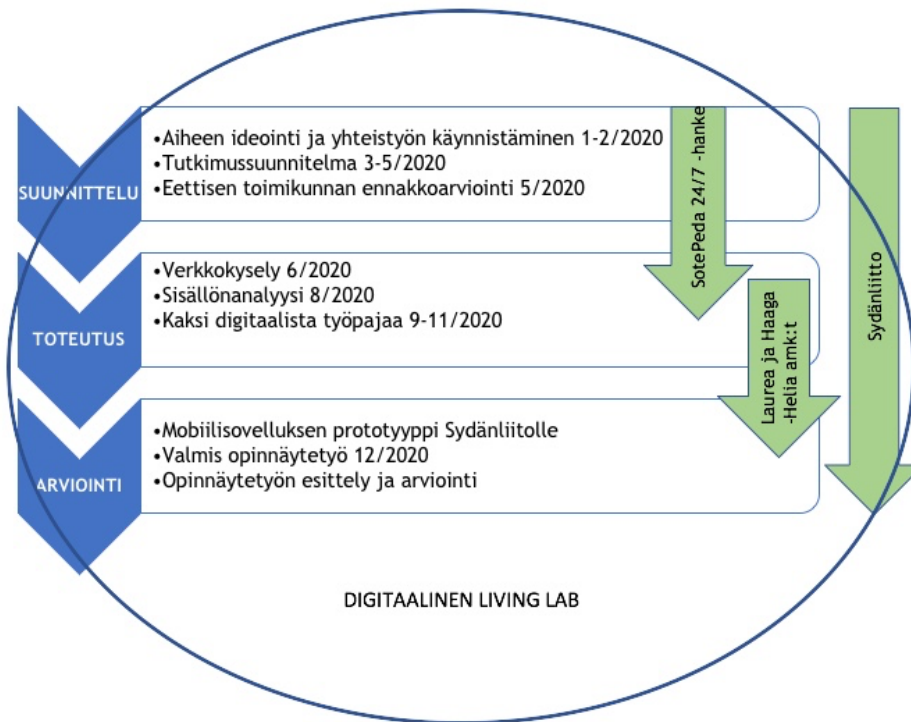 SUUNNITTELU
•Aiheen ideointi ja yhteistyön käynnistäminen 1-2/2020
•Tutkimussuunnitelma 3-5/2020
•Eettisen toimikunnan ennakkoarviointi 5/2020
SotePeda 24/7 -hanke
Sydänliitto
TOTEUTUS
•Verkkokysely 6/2020
•Sisällönanalyysi 8/2020
•Kaksi digitaalista työpajaa 9-11/2020
Laurea ja Haaga
-Helia amk:t
ARVIOINTI
•Mobiilisovelluksen prototyyppi Sydänliitolle
•Valmis opinnäytetyö 12/2020
•Opinnäytetyön esittely ja arviointi
DIGITAALINEN LIVING LAB